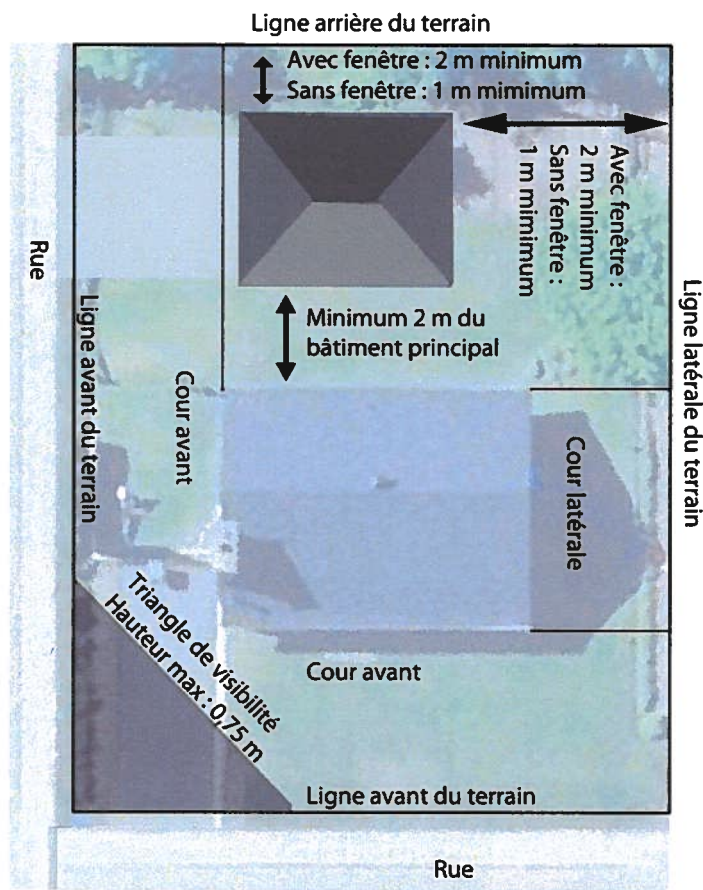 Ligne arrière du terrain
Avec fenêtre : 2 m minimum
Sans fenêtre : 1 m mimimum
Avec fenêtre :
2 m minimum
Sans fenêtre :
1 m mimimum
Rue
Ligne avant du terrain
Cour avant
Minimum 2 m du
bâtiment principal
Cour latérale
Ligne latérale du terrain
Triangle de visibilité
Hauteur max : 0,75 m
Cour avant
Ligne avant du terrain
Rue